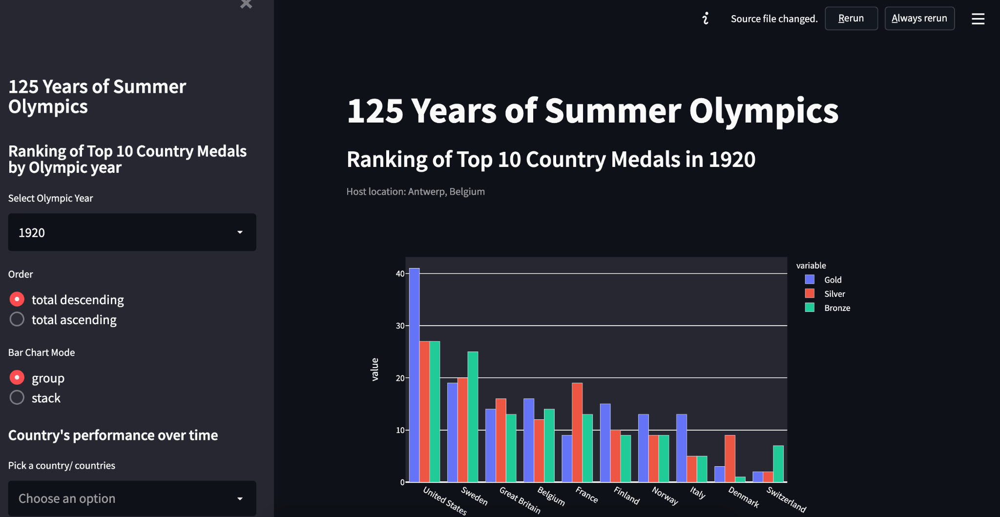 Source file changed.
Rerun
Always rerun
125 Years of Summer
Olympics
Ranking of Top 10 Country Medals
by Olympic year
Select Olympic Year
1920
Order
total descending
total ascending
Bar Chart Mode
group
stack
Country's performance over time
Pick a country/ countries
Choose an option
125 Years of Summer Olympics
Ranking of Top 10 Country Medals in 1920
Host location: Antwerp, Belgium
variable
Gold
Silver
Bronze
value
40
30
20
10
0
United States
Sweden
Great Britain
Belgium
France
Finland
Norway
Italy
Denmark
Switzerland